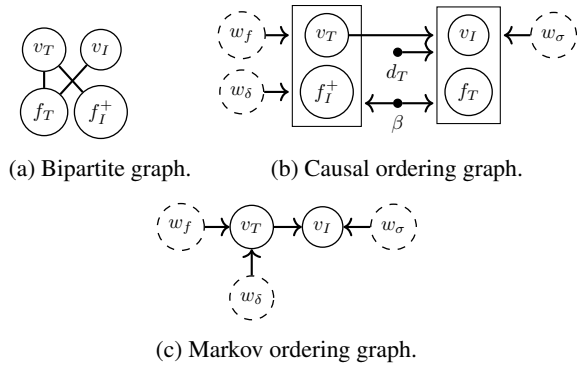 v_T v_I
f_T f_I^+
(a) Bipartite graph.
w_f v_T v_I w_σ
d_T
w_δ f_I^+ f_T
β
(b) Causal ordering graph.
w_f v_T v_I w_σ
w_δ
(c) Markov ordering graph.